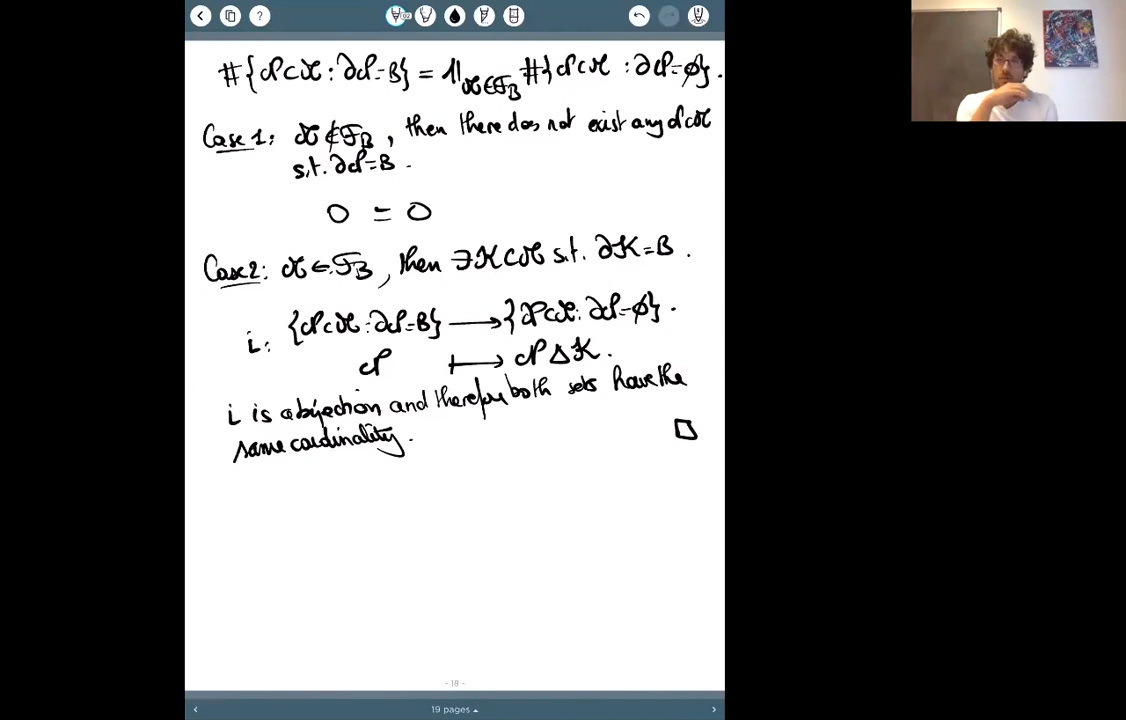 #{𝒫⊂ℋ : ∂𝒫=B} = 𝟙_{ℋ∈ℱ_B} #{𝒫⊂ℋ : ∂𝒫=∅}.
Case 1: ℋ∉ℱ_B, then there does not exist any 𝒫⊂ℋ
s.t. ∂𝒫=B.
0 = 0
Case 2: ℋ∈ℱ_B, then ∃𝒦⊂ℋ s.t. ∂𝒦=B.
i: {𝒫⊂ℋ : ∂𝒫=B} ⟶ {𝒫⊂ℋ : ∂𝒫=∅}.
𝒫 ⟼ 𝒫Δ𝒦.
i is a bijection and therefore both sets have the
same cardinality. □
- 18 -
19 pages